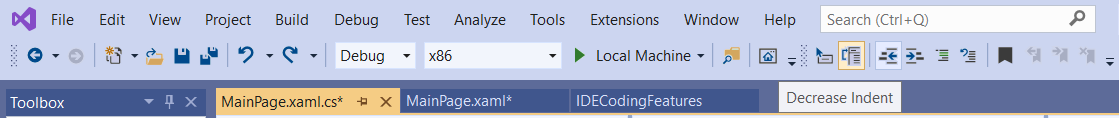 File Edit View Git Project Build Debug Test Analyze Tools Extensions Window Help Search (Ctrl+Q)
Debug x86 Local Machine
Toolbox MainPage.xaml.cs* MainPage.xaml* IDECodingFeatures Decrease Indent